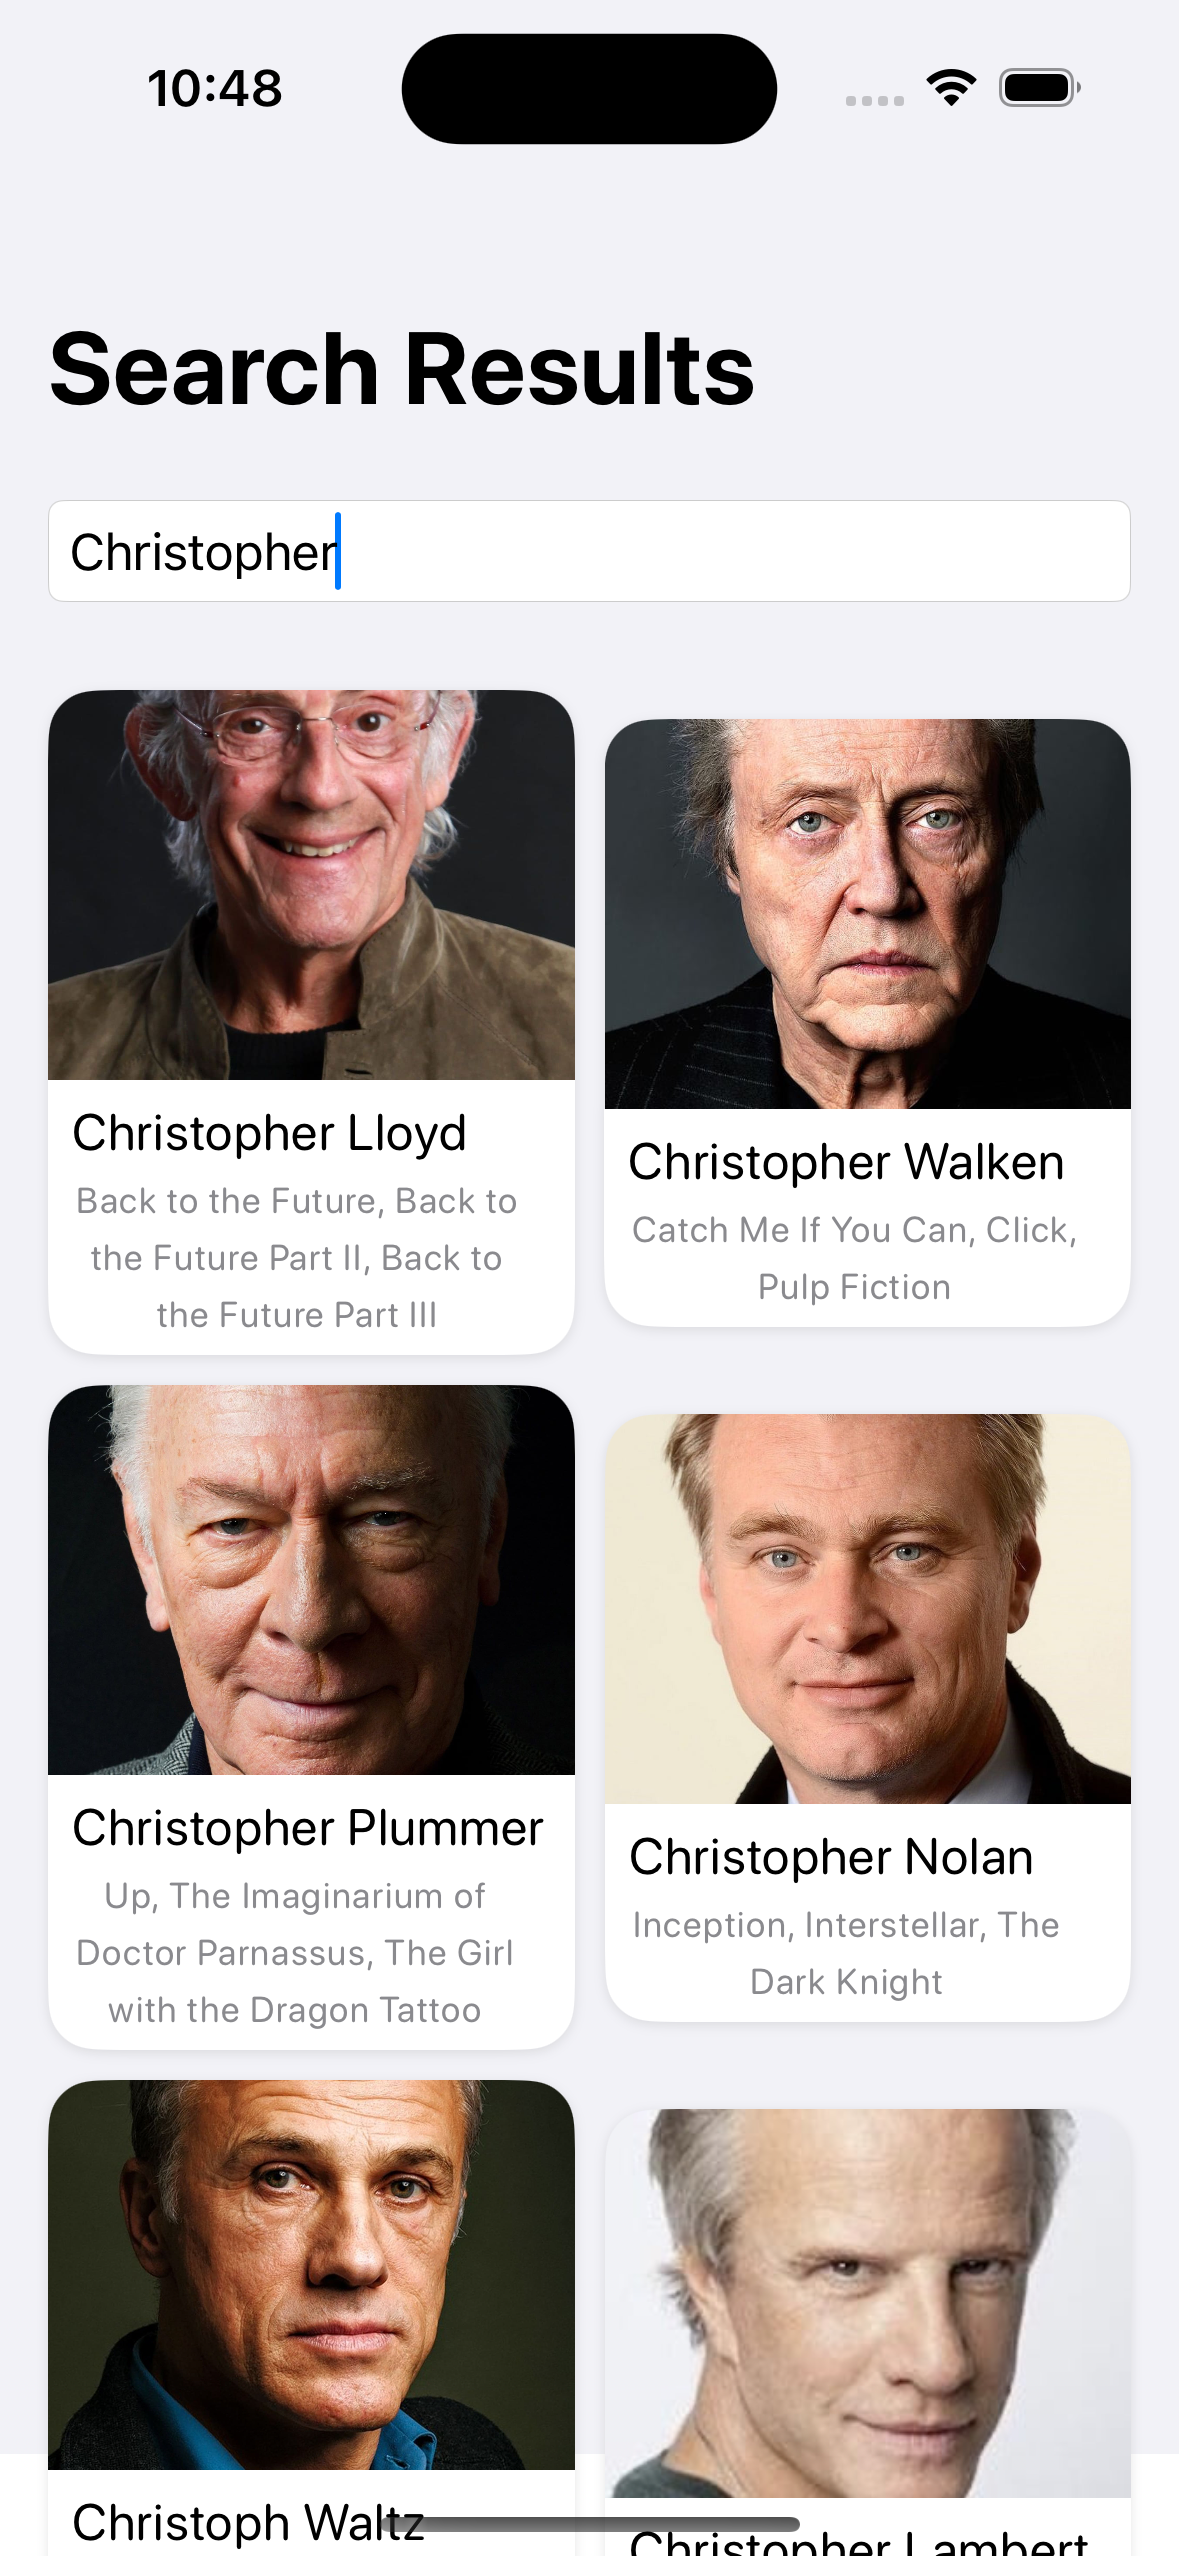 10:48
Search Results
Christopher
Christopher Lloyd
Back to the Future, Back to
the Future Part II, Back to
the Future Part III
Christopher Walken
Catch Me If You Can, Click,
Pulp Fiction
Christopher Plummer
Up, The Imaginarium of
Doctor Parnassus, The Girl
with the Dragon Tattoo
Christopher Nolan
Inception, Interstellar, The
Dark Knight
Christoph Waltz
Christopher Lambert